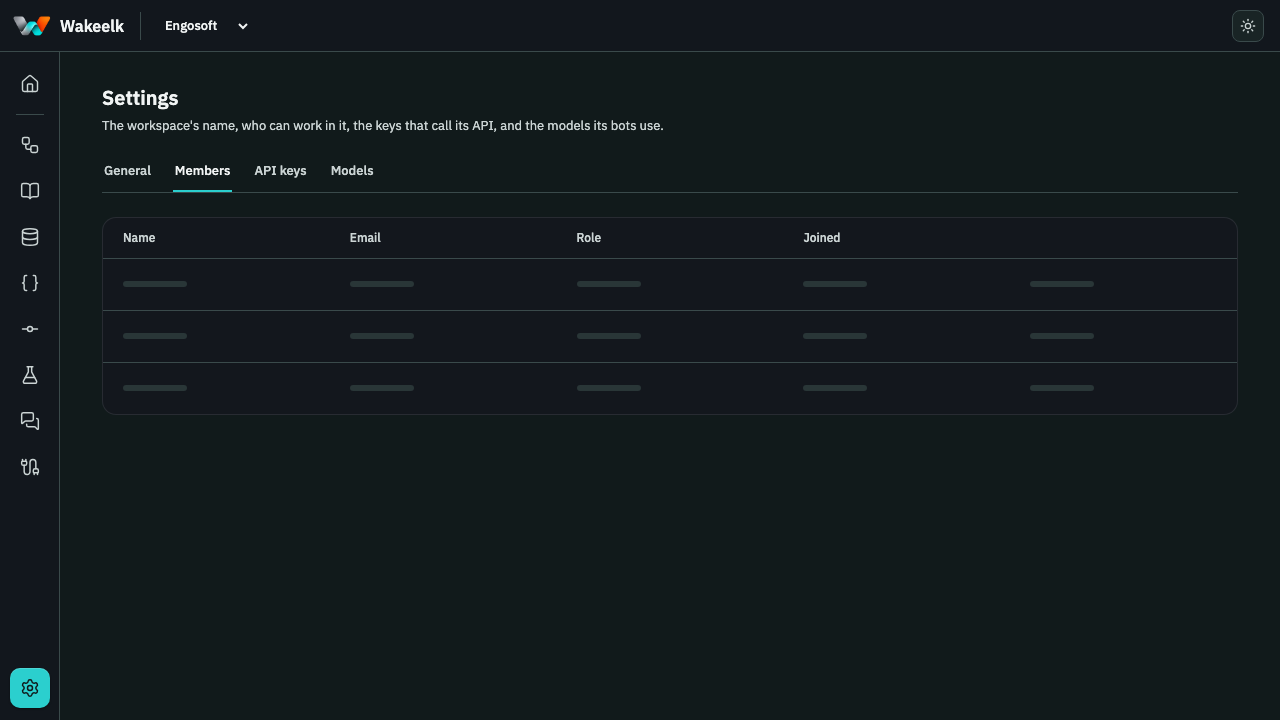 Wakeelk
Engosoft
Settings
The workspace's name, who can work in it, the keys that call its API, and the models its bots use.
General Members API keys Models
Name Email Role Joined